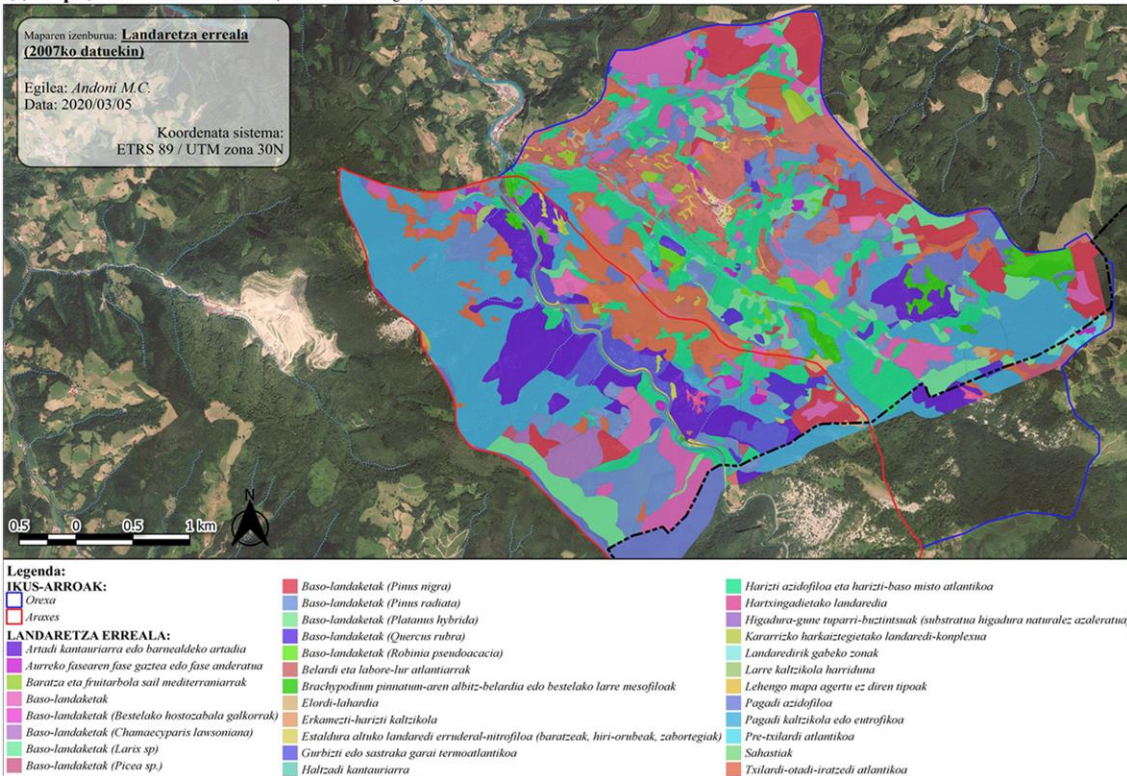 Maparen izenburua: Landaretza erreala
(2007ko datuekin)
Egilea: Andoni M.C.
Data: 2020/03/05
Koordenata sistema:
ETRS 89 / UTM zona 30N
N
0.5 0 0.5 1 km
Legenda:
IKUS-ARROAK:
Orexa
Araxes
LANDARETZA ERREALA:
Artadi kantauriarra edo barnealdeko artadia
Aurreko fasearen fase gaztea edo fase anderatua
Baratza eta fruitarbola sail mediterraniarrak
Baso-landaketak
Baso-landaketak (Bestelako hostozabala galkorrak)
Baso-landaketak (Chamaecyparis lawsoniana)
Baso-landaketak (Larix sp)
Baso-landaketak (Picea sp.)
Baso-landaketak (Pinus nigra)
Baso-landaketak (Pinus radiata)
Baso-landaketak (Platanus hybrida)
Baso-landaketak (Quercus rubra)
Baso-landaketak (Robinia pseudoacacia)
Belardi eta labore-lur atlantiarrak
Brachypodium pinnatum-aren albitz-belardia edo bestelako larre mesofiloak
Elordi-lahardia
Erkamezti-harizti kaltzikola
Estaldura altuko landaredi erruderal-nitrofiloa (baratzeak, hiri-orubeak, zabortegiak)
Gurbizti edo sastraka garai termoatlantikoa
Haltzadi kantauriarra
Harizti azidofiloa eta harizti-baso misto atlantikoa
Hartxingadietako landaredia
Higadura-gune tuparri-buztintsuak (substratua higadura naturalez azaleratua)
Kararrizko harkaiztegietako landaredi-konplexua
Landaredirik gabeko zonak
Larre kaltzikola harriduna
Lehengo mapa agertu ez diren tipoak
Pagadi azidofiloa
Pagadi kaltzikola edo eutrofikoa
Pre-txilardi atlantikoa
Sahastiak
Txilardi-otadi-iratzedi atlantikoa